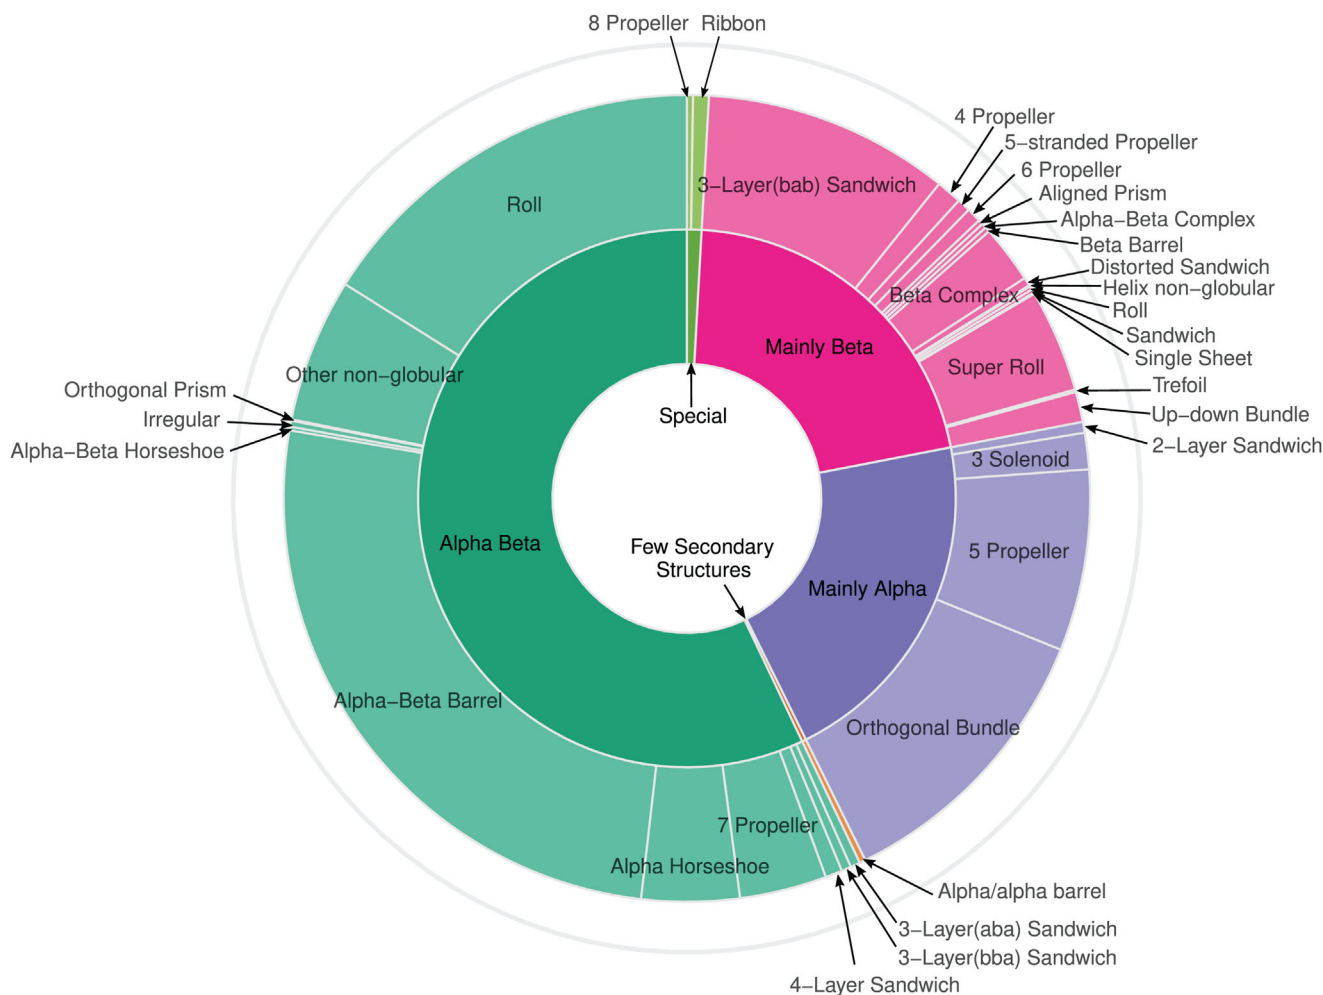 8 Propeller
Ribbon
4 Propeller
5−stranded Propeller
6 Propeller
3−Layer(bab) Sandwich
Aligned Prism
Roll
Alpha−Beta Complex
Beta Barrel
Distorted Sandwich
Helix non−globular
Beta Complex
Roll
Sandwich
Mainly Beta
Single Sheet
Super Roll
Other non−globular
Trefoil
Orthogonal Prism
Special
Up−down Bundle
Irregular
2−Layer Sandwich
Alpha−Beta Horseshoe
3 Solenoid
Alpha Beta
Few Secondary
Structures
5 Propeller
Mainly Alpha
Alpha−Beta Barrel
Orthogonal Bundle
7 Propeller
Alpha Horseshoe
Alpha/alpha barrel
3−Layer(aba) Sandwich
3−Layer(bba) Sandwich
4−Layer Sandwich